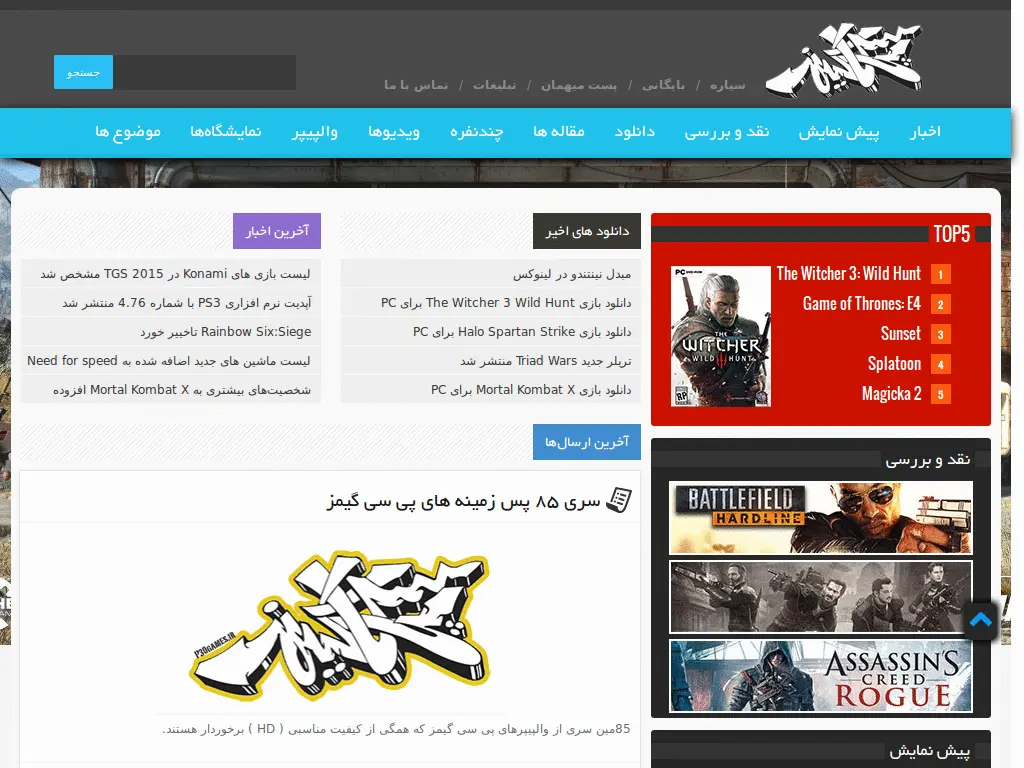 سیاره / بایگانی / پست میهمان / تبلیغات / تماس با ما
جستجو
اخبار پیش نمایش نقد و بررسی دانلود مقاله ها چندنفره ویدیوها والپیپر نمایشگاه‌ها موضوع ها
TOP5
The Witcher 3: Wild Hunt 1
Game of Thrones: E4 2
Sunset 3
Splatoon 4
Magicka 2 5
PC DVD-ROM
THE WITCHER
WILD HUNT
RP
دانلود های اخیر
مبدل نینتندو در لینوکس
دانلود بازی The Witcher 3 Wild Hunt برای PC
دانلود بازی Halo Spartan Strike برای PC
تریلر جدید Triad Wars منتشر شد
دانلود بازی Mortal Kombat X برای PC
آخرین اخبار
لیست بازی های Konami در TGS 2015 مشخص شد
آپدیت نرم افزاری PS3 با شماره 4.76 منتشر شد
Rainbow Six:Siege تاخییر خورد
لیست ماشین های جدید اضافه شده به Need for speed
شخصیت‌های بیشتری به Mortal Kombat X افزوده
آخرین ارسال‌ها
سری ۸۵ پس زمینه های پی سی گیمز
P30GAMES.IR
85مین سری از والپیپرهای پی سی گیمز که همگی از کیفیت مناسبی ( HD ) برخوردار هستند.
نقد و بررسی
BATTLEFIELD
HARDLINE
ASSASSIN'S
CREED
ROGUE
پیش نمایش